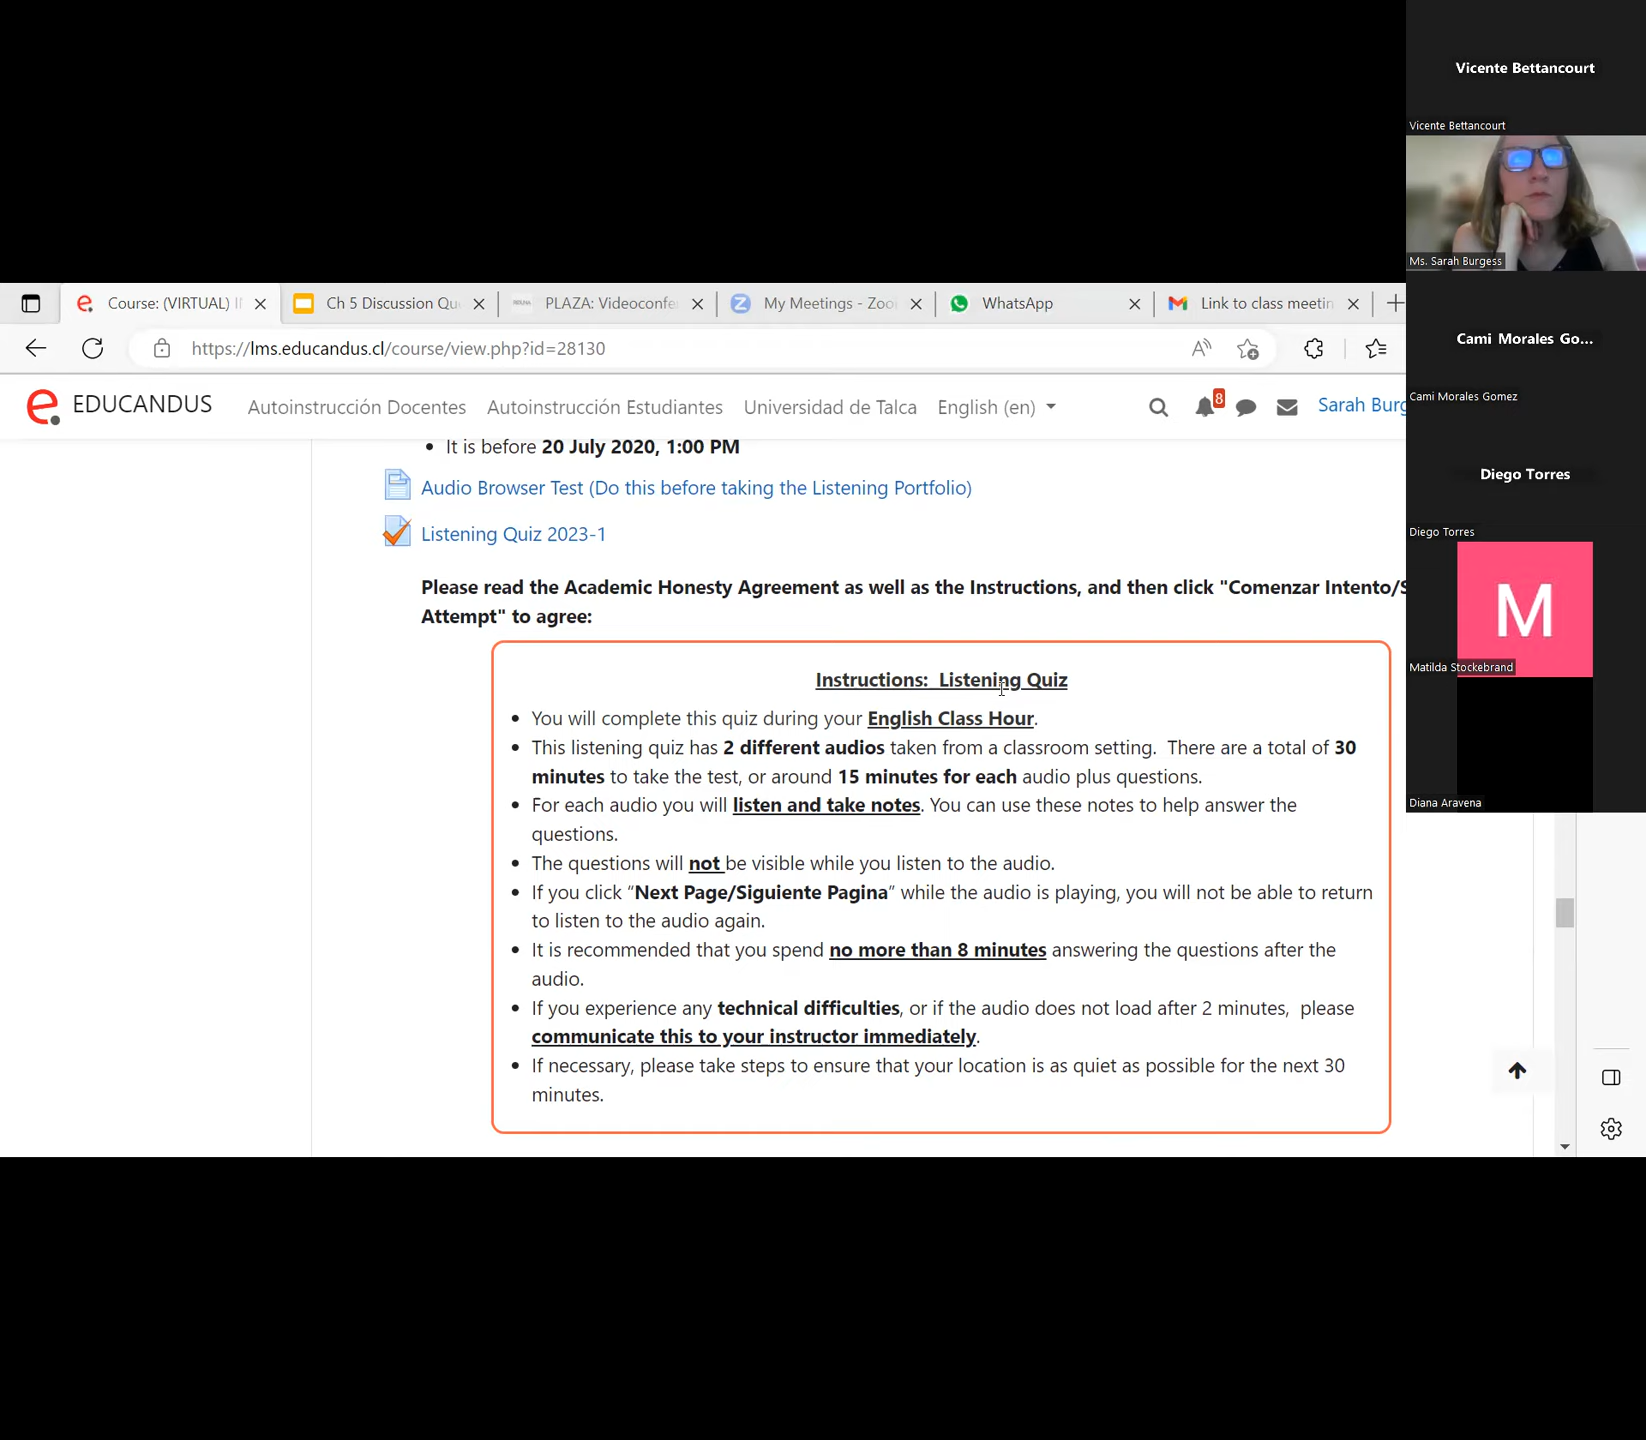 Vicente Bettancourt
Vicente Bettancourt
Ms. Sarah Burgess
Course: (VIRTUAL)
Ch 5 Discussion Qu
PLAZA: Videoconfe
My Meetings - Zoo
WhatsApp
Link to class meetin
https://lms.educandus.cl/course/view.php?id=28130
Cami Morales Go...
Cami Morales Gomez
e. EDUCANDUS
Autoinstrucción Docentes
Autoinstrucción Estudiantes
Universidad de Talca
English (en)
8
Sarah Burg
It is before 20 July 2020, 1:00 PM
Audio Browser Test (Do this before taking the Listening Portfolio)
Listening Quiz 2023-1
Diego Torres
Diego Torres
Please read the Academic Honesty Agreement as well as the Instructions, and then click "Comenzar Intento/S
Attempt" to agree:
M
Matilda Stockebrand
Diana Aravena
Instructions: Listening Quiz
• You will complete this quiz during your English Class Hour.
• This listening quiz has 2 different audios taken from a classroom setting. There are a total of 30
minutes to take the test, or around 15 minutes for each audio plus questions.
• For each audio you will listen and take notes. You can use these notes to help answer the
questions.
• The questions will not be visible while you listen to the audio.
• If you click “Next Page/Siguiente Pagina” while the audio is playing, you will not be able to return
to listen to the audio again.
• It is recommended that you spend no more than 8 minutes answering the questions after the
audio.
• If you experience any technical difficulties, or if the audio does not load after 2 minutes, please
communicate this to your instructor immediately.
• If necessary, please take steps to ensure that your location is as quiet as possible for the next 30
minutes.